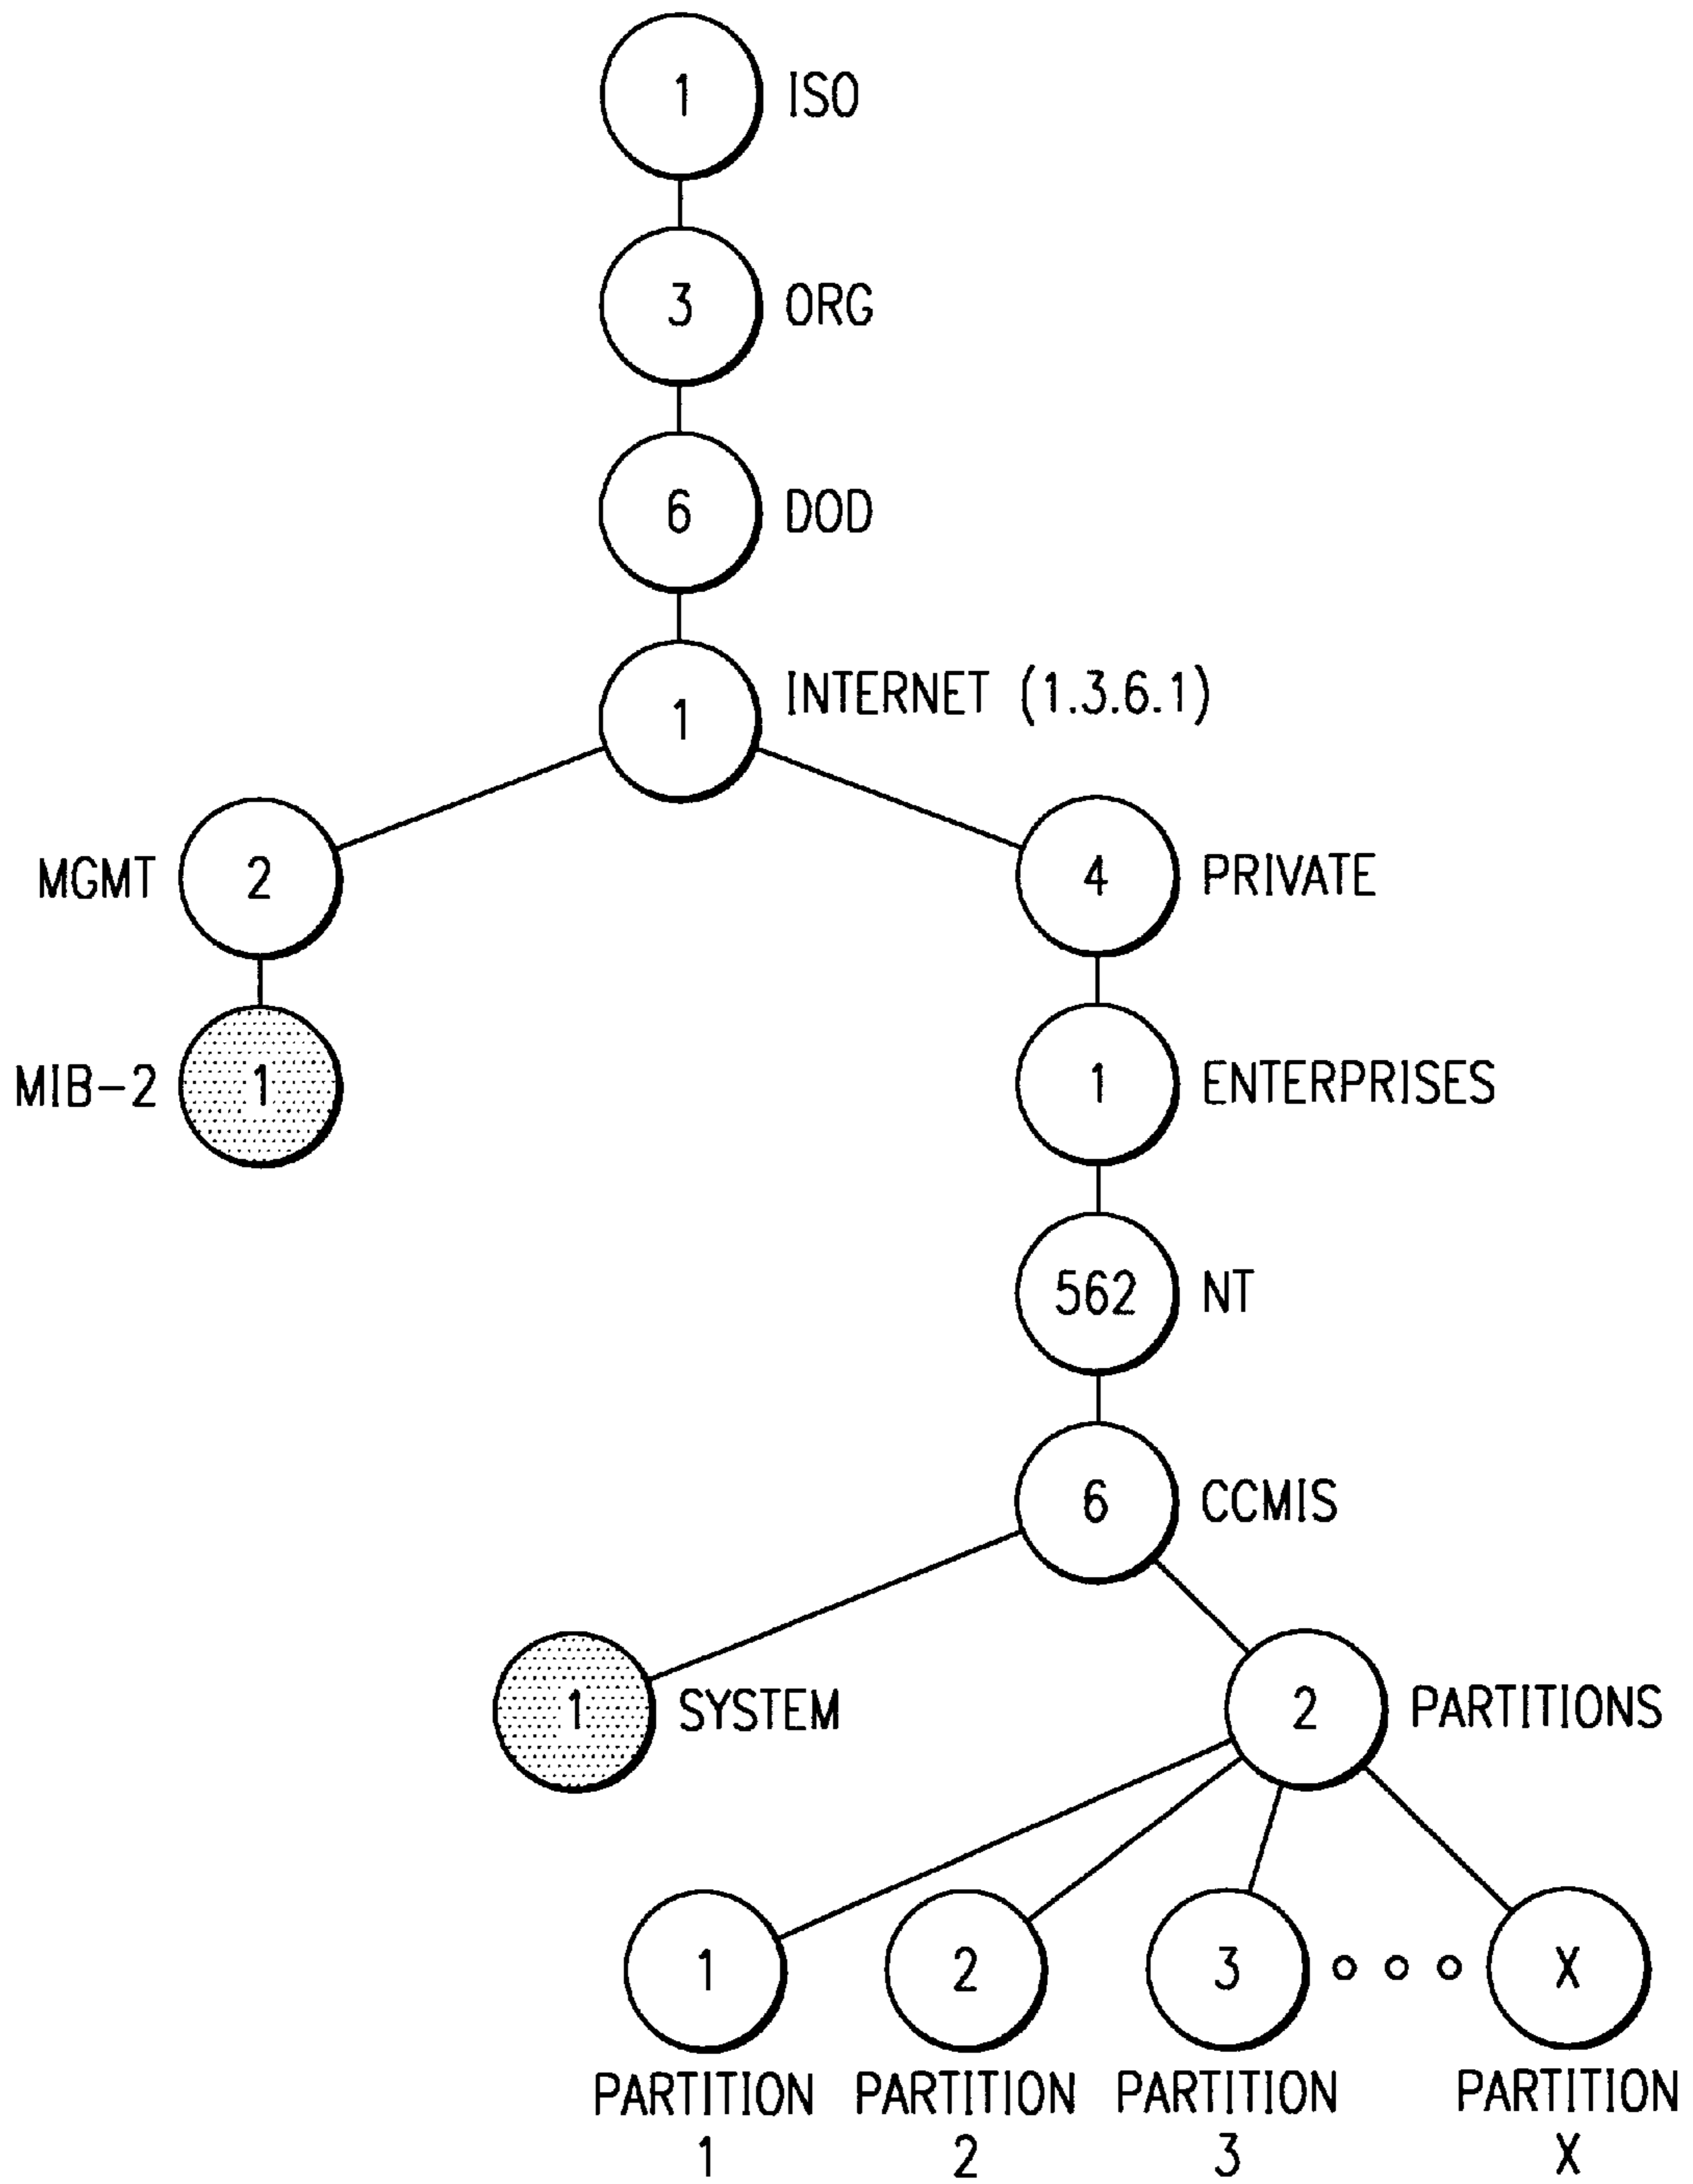 1 ISO
3 ORG
6 DOD
1 INTERNET (1.3.6.1)
MGMT 2
4 PRIVATE
MIB-2 1
1 ENTERPRISES
562 NT
6 CCMIS
1 SYSTEM
2 PARTITIONS
1 2 3 X
PARTITION 1
PARTITION 2
PARTITION 3
PARTITION X